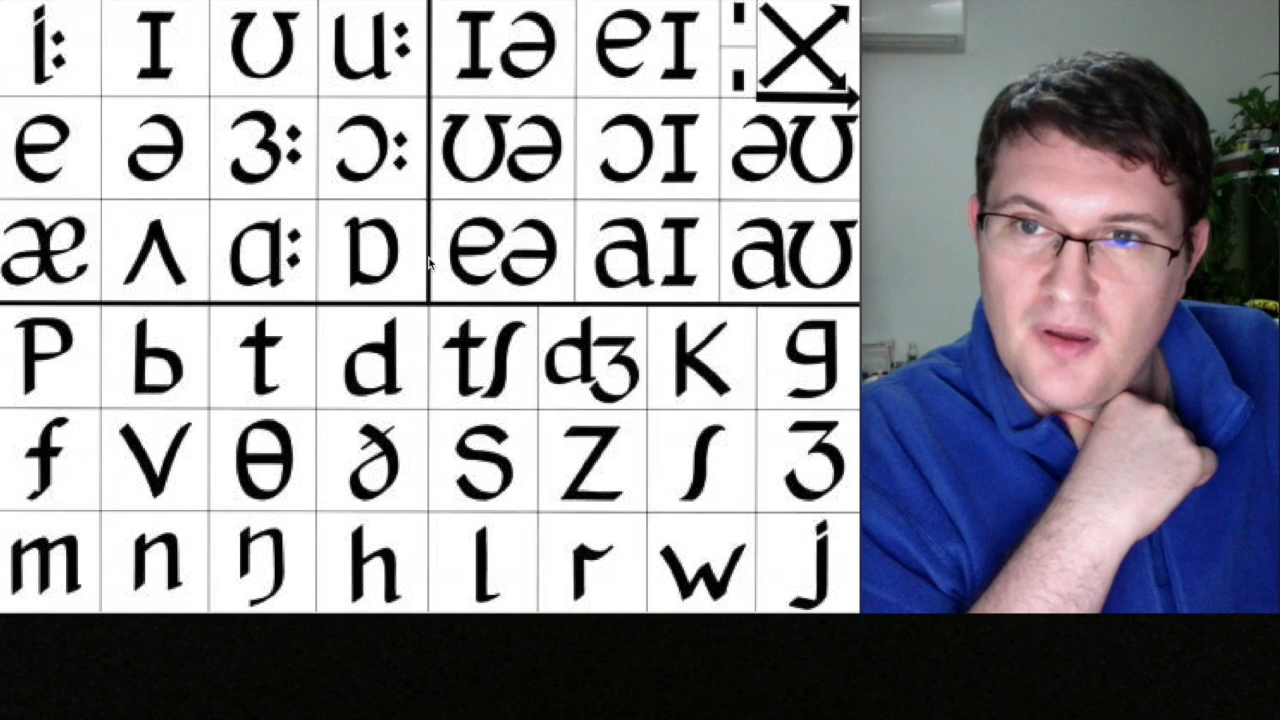 iː ɪ ʊ uː ɪə eɪ ˈ ˌ
e ə ɜː ɔː ʊə ɔɪ əʊ
æ ʌ ɑː ɒ eə aɪ aʊ
p b t d tʃ dʒ k g
f v θ ð s z ʃ ʒ
m n ŋ h l r w j